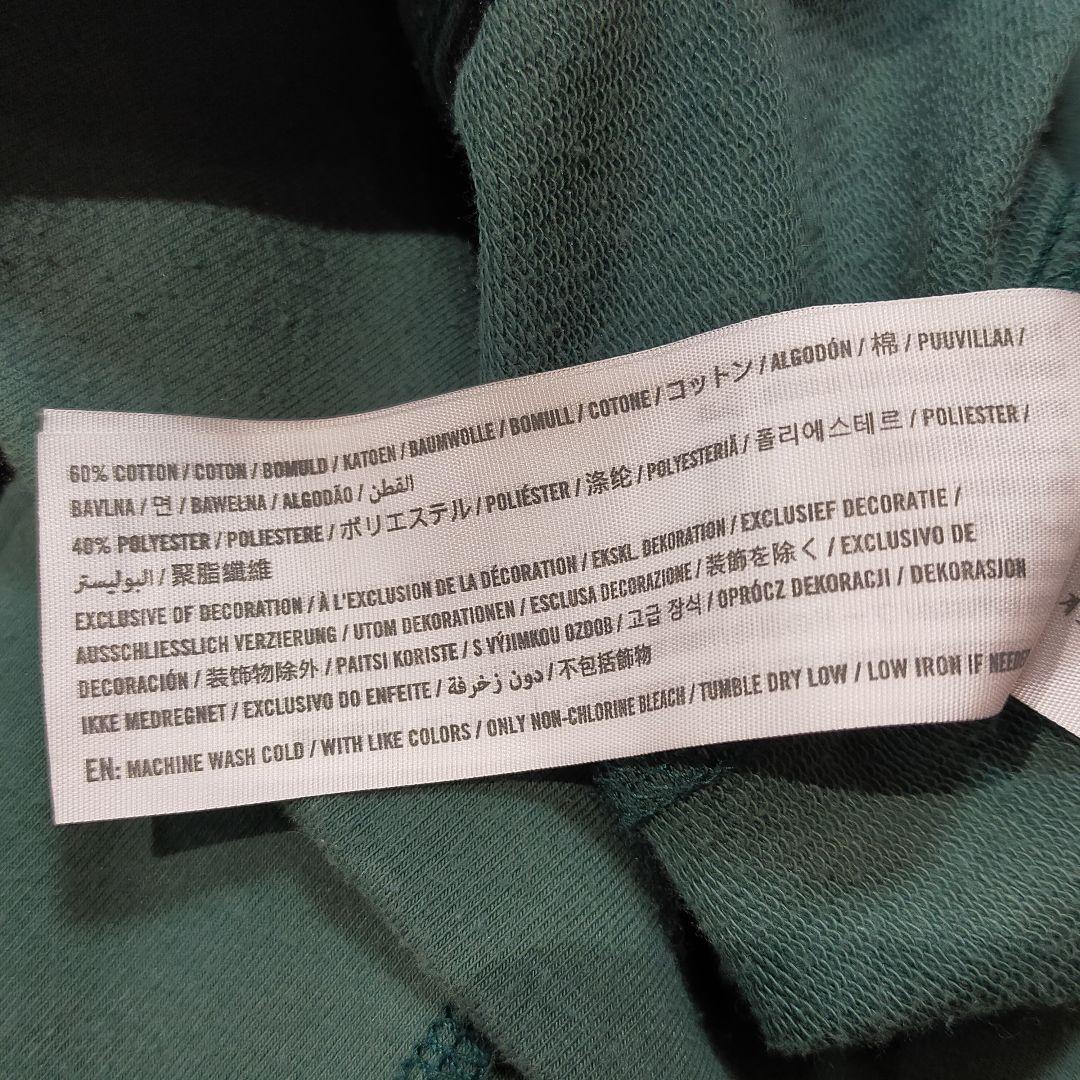 60% COTTON / COTON / BOMULD / KATOEN / BAUMWOLLE / BOMULL / COTONE / コットン / ALGODÓN / 棉 / PUUVILLAA /
BAVLNA / 면 / BAWEŁNA / ALGODÃO / القطن
40% POLYESTER / POLIESTERE / ポリエステル / POLIÉSTER / 涤纶 / POLYESTERIÄ / 폴리에스테르 / POLIESTER /
البوليستر / 聚脂纖維
EXCLUSIVE OF DECORATION / À L'EXCLUSION DE LA DÉCORATION / EKSKL. DEKORATION / EXCLUSIEF DECORATIE /
AUSSCHLIESSLICH VERZIERUNG / UTOM DEKORATIONEN / ESCLUSA DECORAZIONE / 装飾を除く / EXCLUSIVO DE
DECORACIÓN / 装饰物除外 / PAITSI KORISTE / S VÝJIMKOU OZDOB / 고급 장식 / OPRÓCZ DEKORACJI / DEKORASJON
IKKE MEDREGNET / EXCLUSIVO DO ENFEITE / دون زخرفة / 不包括飾物
EN: MACHINE WASH COLD / WITH LIKE COLORS / ONLY NON-CHLORINE BLEACH / TUMBLE DRY LOW / LOW IRON IF